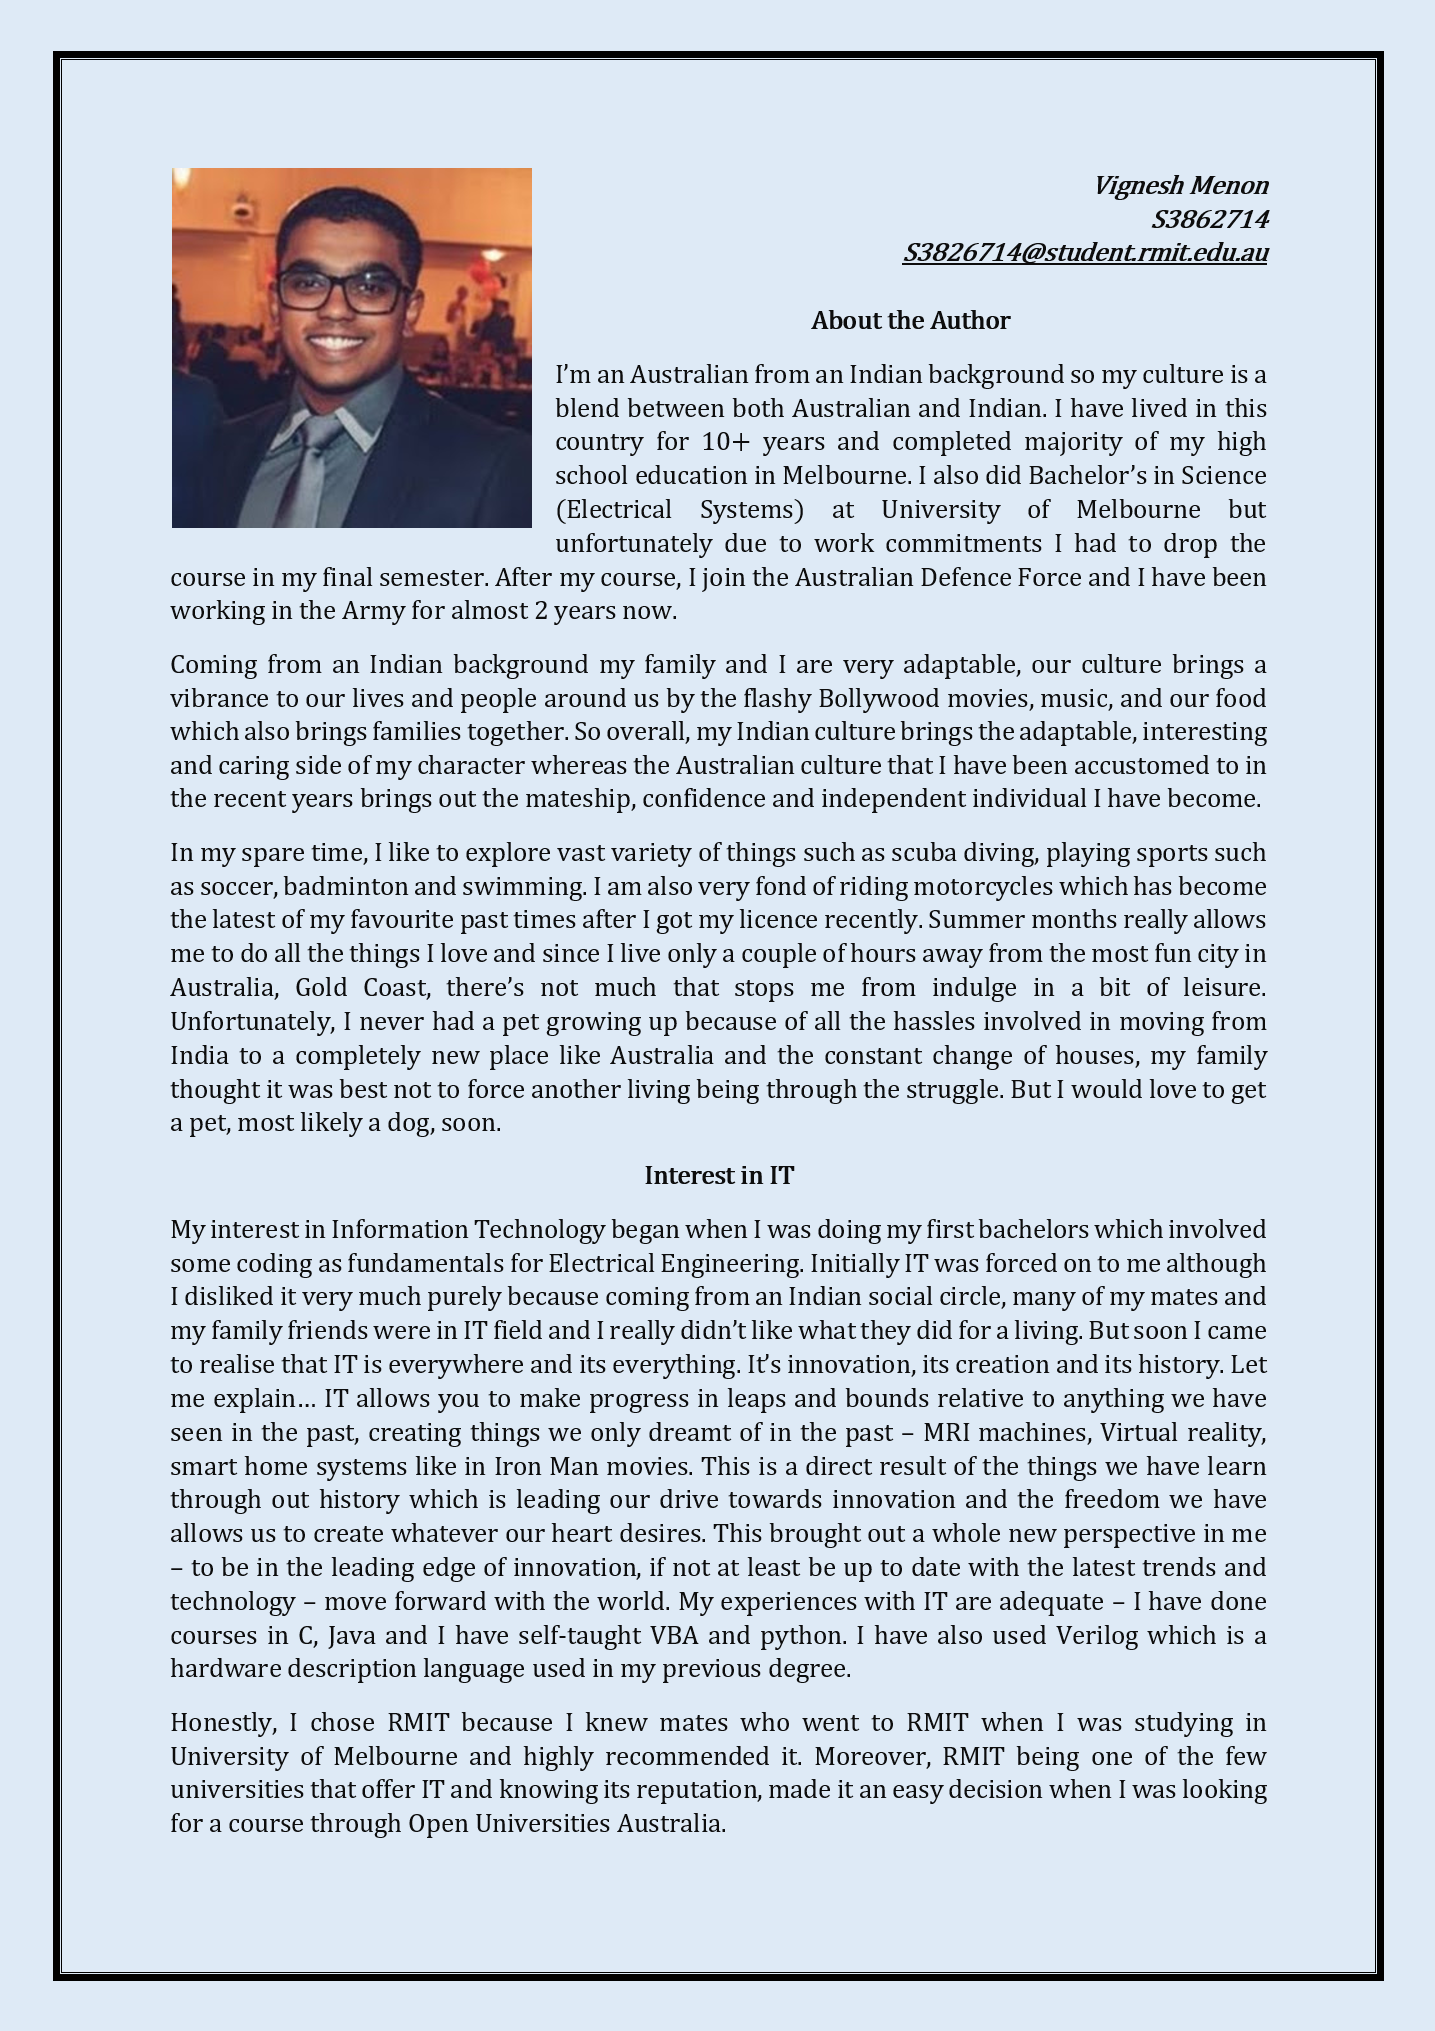 Vignesh Menon
S3862714
S3826714@student.rmit.edu.au
About the Author
I'm an Australian from an Indian background so my culture is a
blend between both Australian and Indian. I have lived in this
country for 10+ years and completed majority of my high
school education in Melbourne. I also did Bachelor's in Science
(Electrical Systems) at University of Melbourne but
unfortunately due to work commitments I had to drop the
course in my final semester. After my course, I join the Australian Defence Force and I have been
working in the Army for almost 2 years now.
Coming from an Indian background my family and I are very adaptable, our culture brings a
vibrance to our lives and people around us by the flashy Bollywood movies, music, and our food
which also brings families together. So overall, my Indian culture brings the adaptable, interesting
and caring side of my character whereas the Australian culture that I have been accustomed to in
the recent years brings out the mateship, confidence and independent individual I have become.
In my spare time, I like to explore vast variety of things such as scuba diving, playing sports such
as soccer, badminton and swimming. I am also very fond of riding motorcycles which has become
the latest of my favourite past times after I got my licence recently. Summer months really allows
me to do all the things I love and since I live only a couple of hours away from the most fun city in
Australia, Gold Coast, there's not much that stops me from indulge in a bit of leisure.
Unfortunately, I never had a pet growing up because of all the hassles involved in moving from
India to a completely new place like Australia and the constant change of houses, my family
thought it was best not to force another living being through the struggle. But I would love to get
a pet, most likely a dog, soon.
Interest in IT
My interest in Information Technology began when I was doing my first bachelors which involved
some coding as fundamentals for Electrical Engineering. Initially IT was forced on to me although
I disliked it very much purely because coming from an Indian social circle, many of my mates and
my family friends were in IT field and I really didn't like what they did for a living. But soon I came
to realise that IT is everywhere and its everything. It's innovation, its creation and its history. Let
me explain… IT allows you to make progress in leaps and bounds relative to anything we have
seen in the past, creating things we only dreamt of in the past – MRI machines, Virtual reality,
smart home systems like in Iron Man movies. This is a direct result of the things we have learn
through out history which is leading our drive towards innovation and the freedom we have
allows us to create whatever our heart desires. This brought out a whole new perspective in me
– to be in the leading edge of innovation, if not at least be up to date with the latest trends and
technology – move forward with the world. My experiences with IT are adequate – I have done
courses in C, Java and I have self-taught VBA and python. I have also used Verilog which is a
hardware description language used in my previous degree.
Honestly, I chose RMIT because I knew mates who went to RMIT when I was studying in
University of Melbourne and highly recommended it. Moreover, RMIT being one of the few
universities that offer IT and knowing its reputation, made it an easy decision when I was looking
for a course through Open Universities Australia.